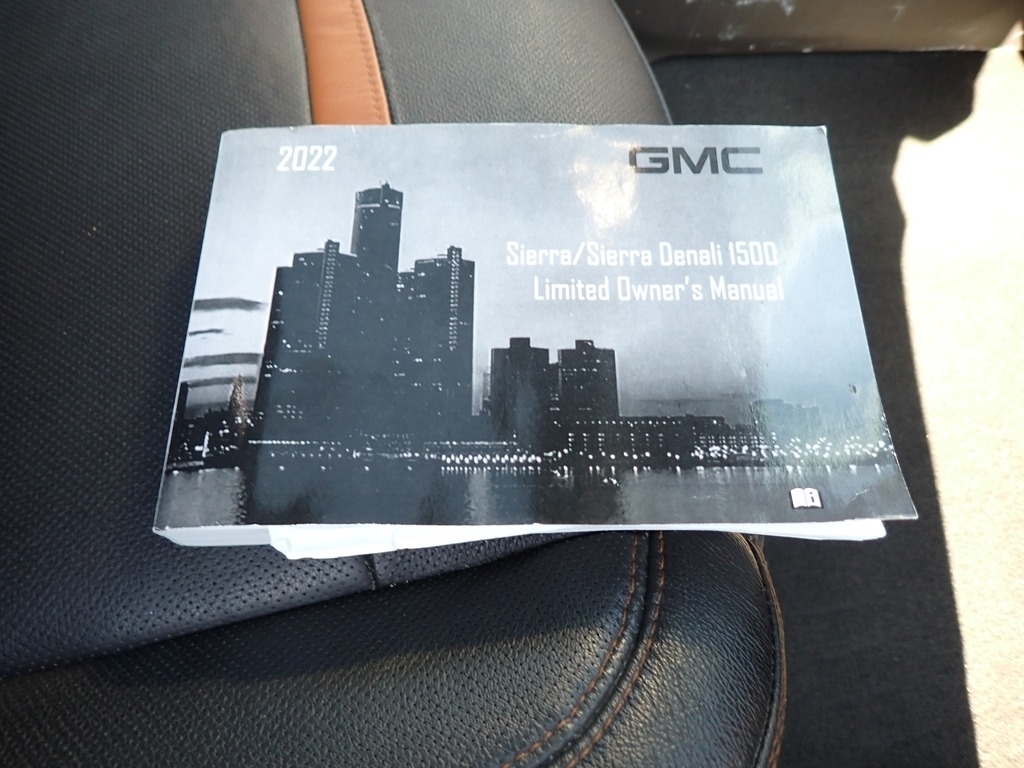 2022
GMC
Sierra/Sierra Denali 1500
Limited Owner's Manual